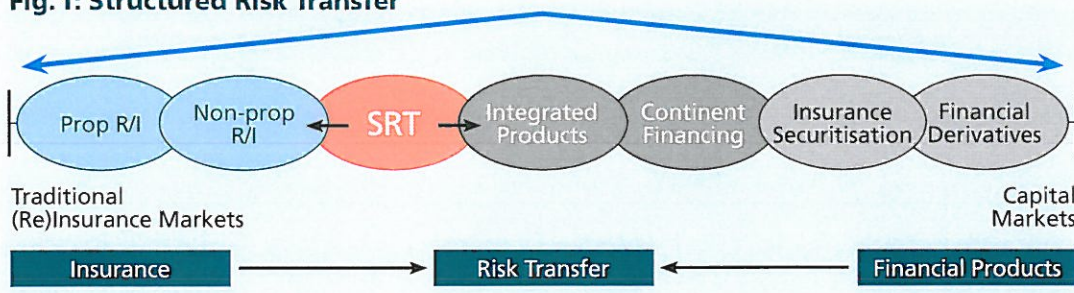 Fig. 1: Structured Risk Transfer
Prop R/I
Non-prop
R/I
SRT
Integrated
Products
Continent
Financing
Insurance
Securitisation
Financial
Derivatives
Traditional
(Re)Insurance Markets
Capital
Markets
Insurance
Risk Transfer
Financial Products